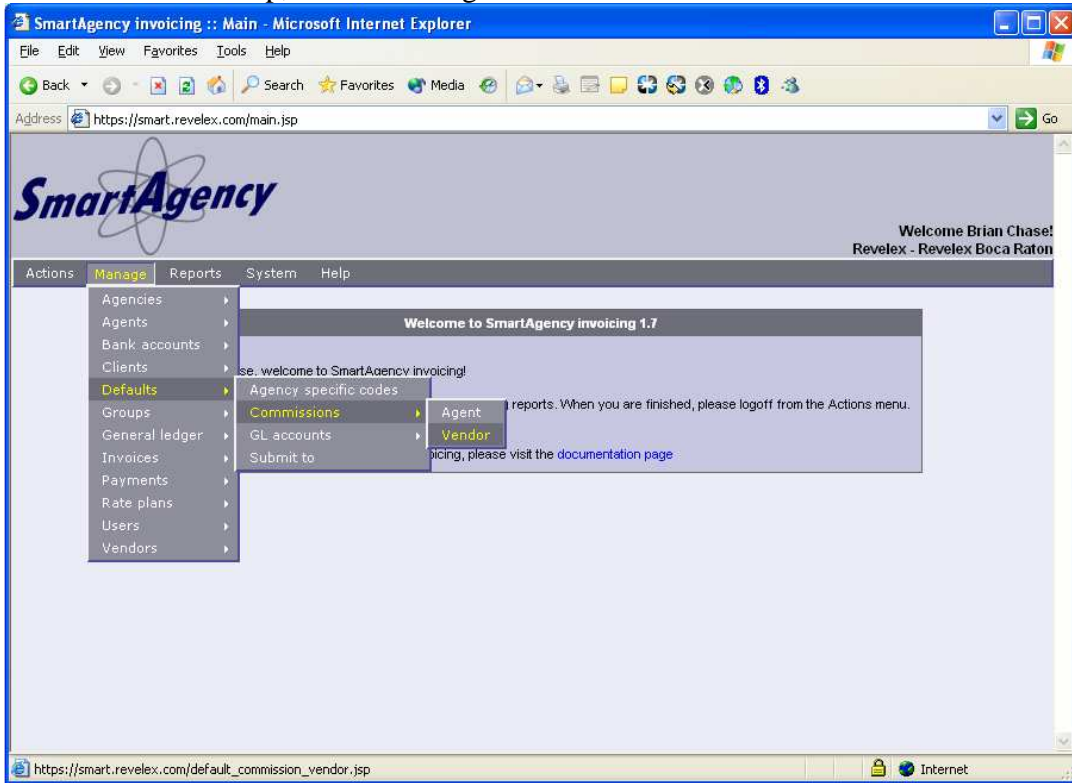 SmartAgency invoicing :: Main - Microsoft Internet Explorer
File Edit View Favorites Tools Help
Back Search Favorites Media
Address https://smart.revelex.com/main.jsp Go
SmartAgency
Welcome Brian Chase!
Revelex - Revelex Boca Raton
Actions Manage Reports System Help
Agencies
Agents
Welcome to SmartAgency invoicing 1.7
Bank accounts
Clients
se, welcome to SmartAgency invoicing!
Defaults
Agency specific codes
Groups
Commissions
Agent
reports. When you are finished, please logoff from the Actions menu.
General ledger
GL accounts
Vendor
Invoices
Submit to
icing, please visit the documentation page
Payments
Rate plans
Users
Vendors
https://smart.revelex.com/default_commission_vendor.jsp Internet